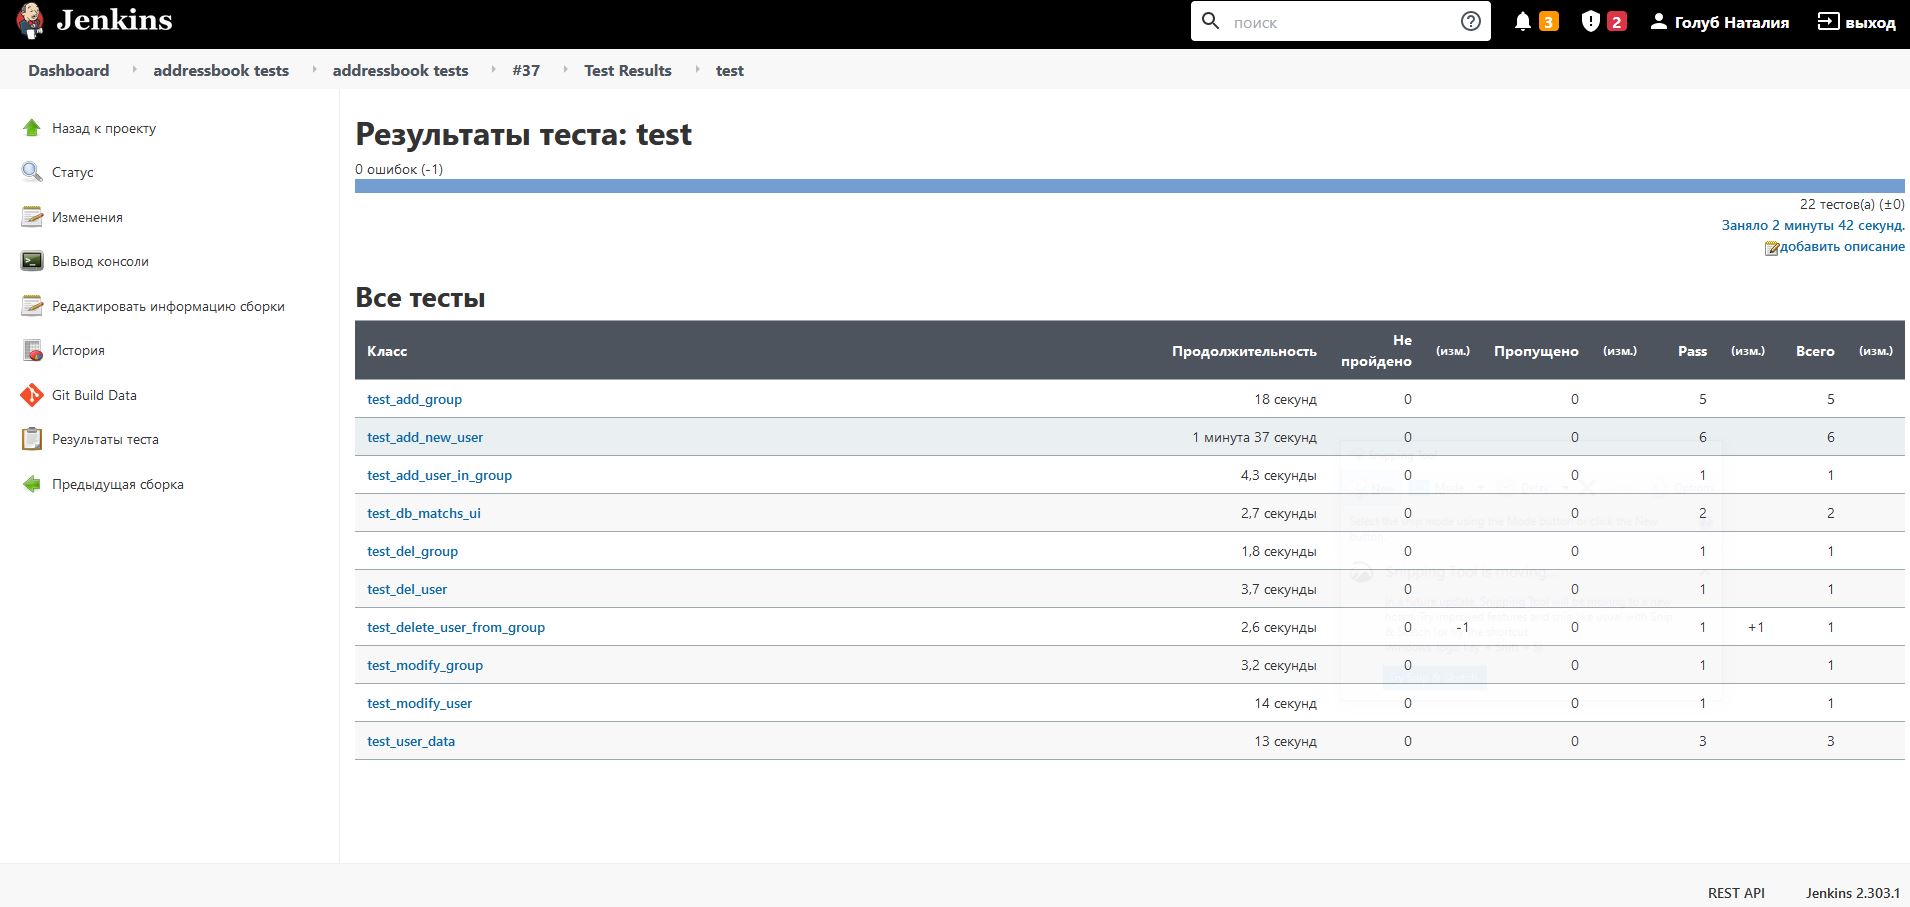 Jenkins
поиск
3
2
Голуб Наталия
выход
Dashboard addressbook tests addressbook tests #37 Test Results test
Назад к проекту
Статус
Изменения
Вывод консоли
Редактировать информацию сборки
История
Git Build Data
Результаты теста
Предыдущая сборка
Результаты теста: test
0 ошибок (-1)
22 тестов(а) (±0)
Заняло 2 минуты 42 секунд.
добавить описание
Все тесты
Класс Продолжительность Не пройдено (изм.) Пропущено (изм.) Pass (изм.) Всего (изм.)
test_add_group 18 секунд 0 0 5 5
test_add_new_user 1 минута 37 секунд 0 0 6 6
test_add_user_in_group 4,3 секунды 0 0 1 1
test_db_matchs_ui 2,7 секунды 0 0 2 2
test_del_group 1,8 секунды 0 0 1 1
test_del_user 3,7 секунды 0 0 1 1
test_delete_user_from_group 2,6 секунды 0 -1 0 1 +1 1
test_modify_group 3,2 секунды 0 0 1 1
test_modify_user 14 секунд 0 0 1 1
test_user_data 13 секунд 0 0 3 3
REST API Jenkins 2.303.1